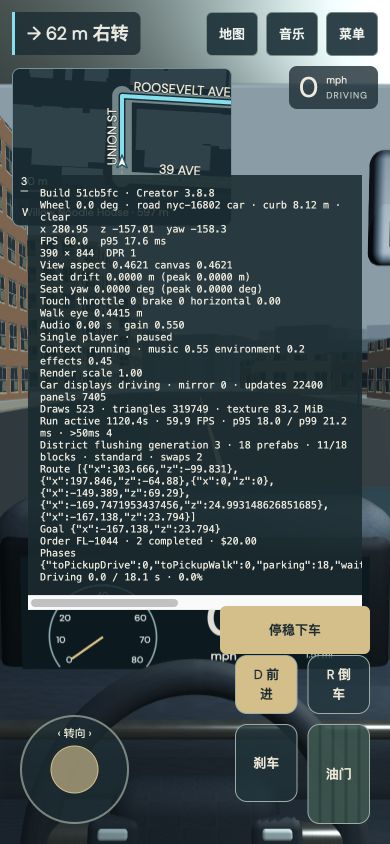 → 62 m 右转
地图
音乐
菜单
0 mph
DRIVING
ROOSEVELT AVE
UNION ST
39 AVE
30 m
Build 51cb5fc · Creator 3.8.8
Wheel 0.0 deg · road nyc-16802 car · curb 8.12 m ·
clear
x 280.95 z -157.01 yaw -158.3
FPS 60.0 p95 17.6 ms
390 × 844 DPR 1
View aspect 0.4621 canvas 0.4621
Seat drift 0.0000 m (peak 0.0000 m)
Seat yaw 0.0000 deg (peak 0.0000 deg)
Touch throttle 0 brake 0 horizontal 0.00
Walk eye 0.4415 m
Audio 0.00 s gain 0.550
Single player · paused
Context running · music 0.55 environment 0.2
effects 0.45
Render scale 1.00
Car displays driving · mirror 0 · updates 22400
panels 7405
Draws 523 · triangles 319749 · texture 83.2 MiB
Run active 1120.4s · 59.9 FPS · p95 18.0 / p99 21.2
ms · >50ms 4
District flushing generation 3 · 18 prefabs · 11/18
blocks · standard · swaps 2
Route [{"x":303.666,"z":-99.831},
{"x":197.846,"z":-64.88},{"x":0,"z":0},
{"x":-149.389,"z":69.29},
{"x":-169.7471953437456,"z":24.993148626851685},
{"x":-167.138,"z":23.794}]
Goal {"x":-167.138,"z":23.794}
Order FL-1044 · 2 completed · $20.00
Phases
{"toPickupDrive":0,"toPickupWalk":0,"parking":18,"wait
Driving 0.0 / 18.1 s · 0.0%
20
60
10
70
0
80
mph
停稳下车
D 前
进
R 倒
车
‹ 转向 ›
刹车
油门